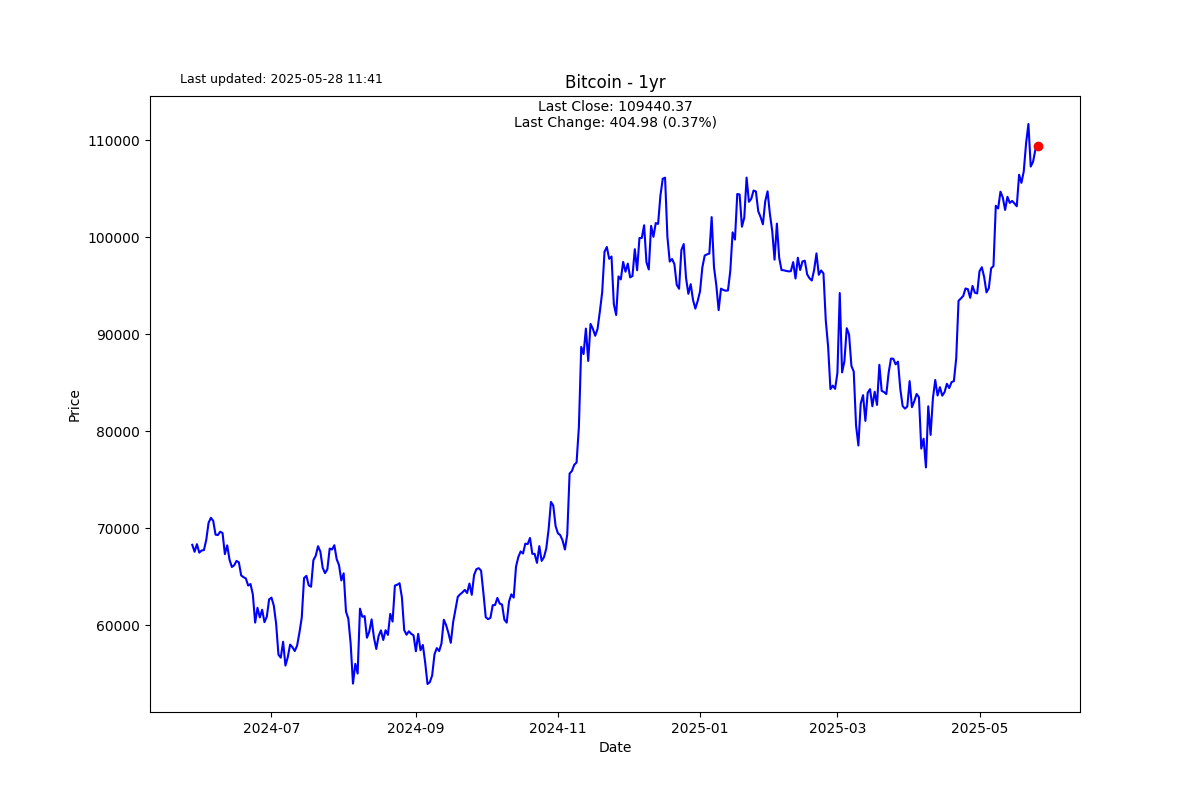 Last updated: 2025-05-28 11:41
Bitcoin - 1yr
Last Close: 109440.37
Last Change: 404.98 (0.37%)
110000
100000
90000
80000
70000
60000
Price
2024-07 2024-09 2024-11 2025-01 2025-03 2025-05
Date